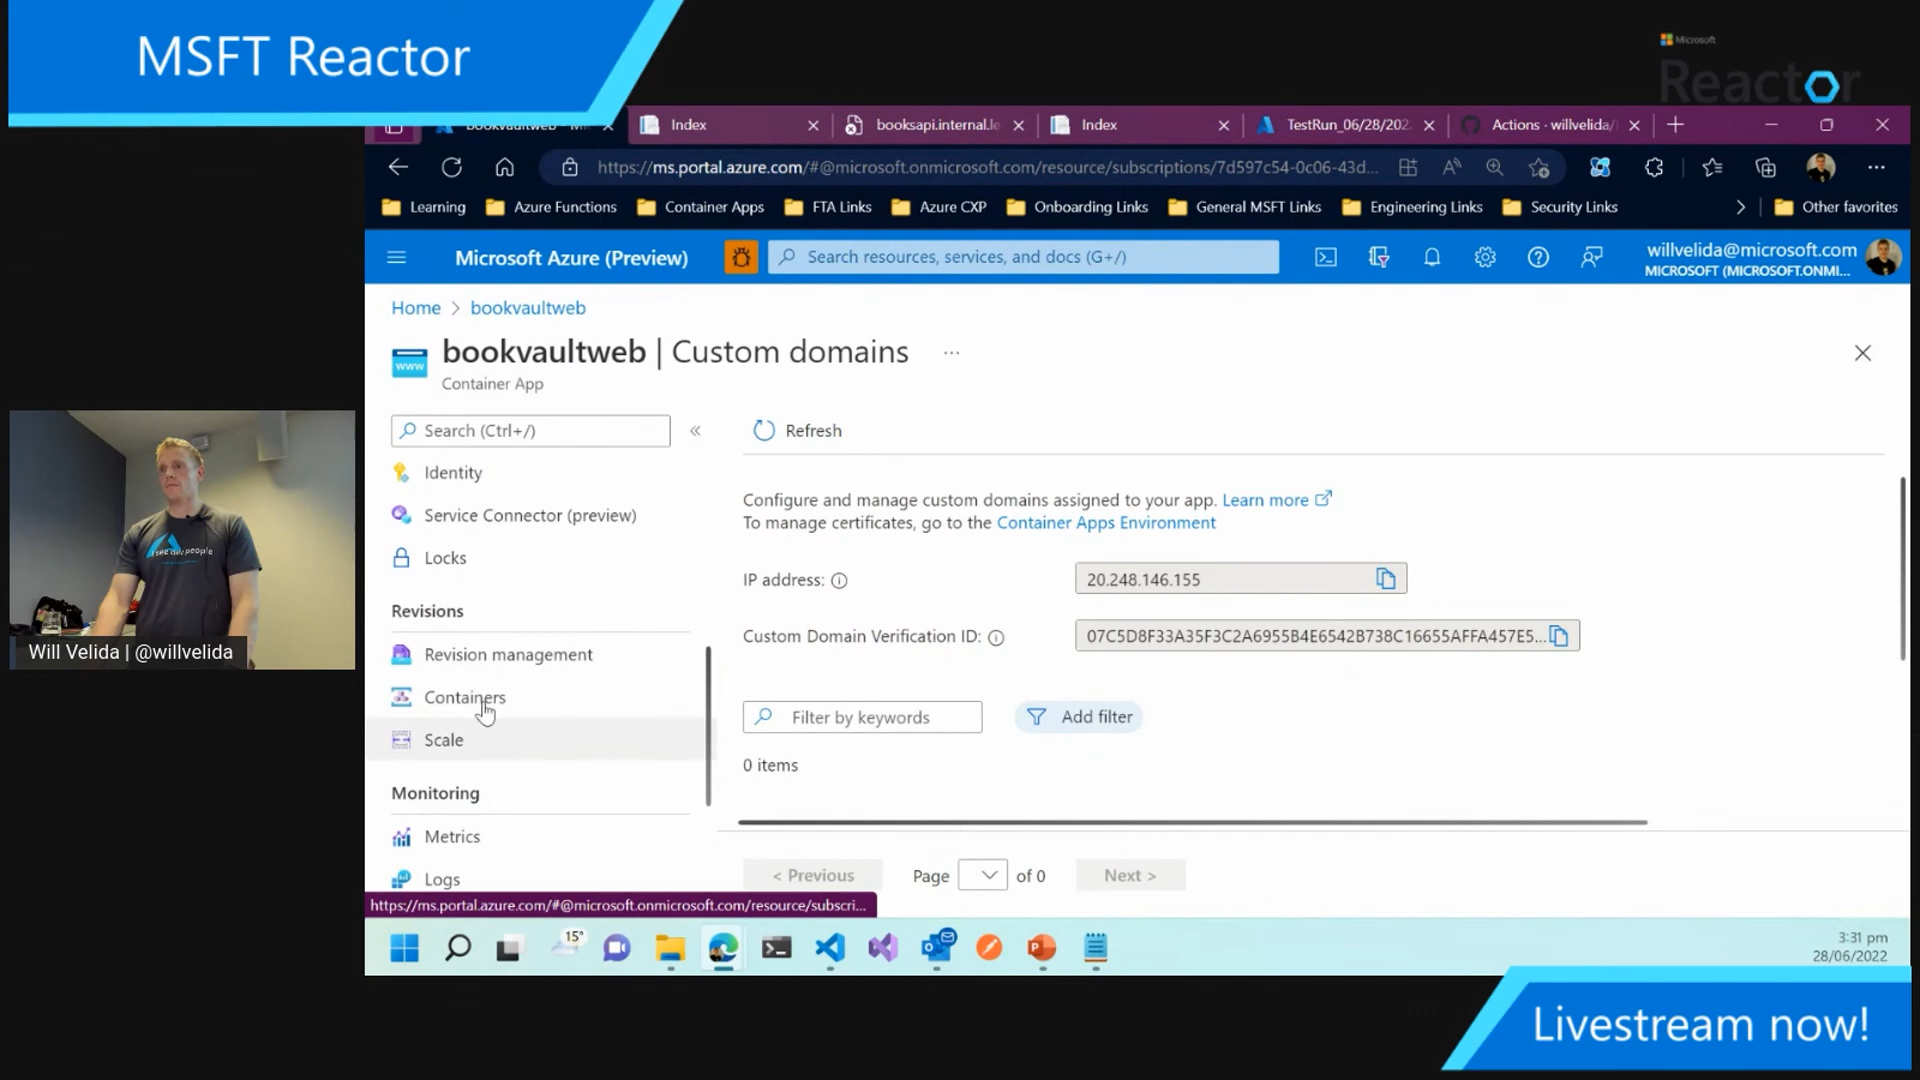 MSFT Reactor
Microsoft
Reactor
bookvaultweb - Mi
Index
booksapi.internal.le
Index
TestRun_06/28/202
Actions · willvelida/
https://ms.portal.azure.com/#@microsoft.onmicrosoft.com/resource/subscriptions/7d597c54-0c06-43d...
Learning
Azure Functions
Container Apps
FTA Links
Azure CXP
Onboarding Links
General MSFT Links
Engineering Links
Security Links
Other favorites
Microsoft Azure (Preview)
Search resources, services, and docs (G+/)
willvelida@microsoft.com
MICROSOFT (MICROSOFT.ONMI...
Home > bookvaultweb
www
bookvaultweb | Custom domains ...
Container App
Search (Ctrl+/)
«
Refresh
Identity
Service Connector (preview)
Locks
Revisions
Revision management
Containers
Scale
Monitoring
Metrics
Logs
Configure and manage custom domains assigned to your app. Learn more
To manage certificates, go to the Container Apps Environment
IP address:
20.248.146.155
Custom Domain Verification ID:
07C5D8F33A35F3C2A6955B4E6542B738C16655AFFA457E5...
Filter by keywords
Add filter
0 items
< Previous
Page
of 0
Next >
https://ms.portal.azure.com/#@microsoft.onmicrosoft.com/resource/subscri...
15°
3:31 pm
28/06/2022
I see dev people
Will Velida | @willvelida
Livestream now!